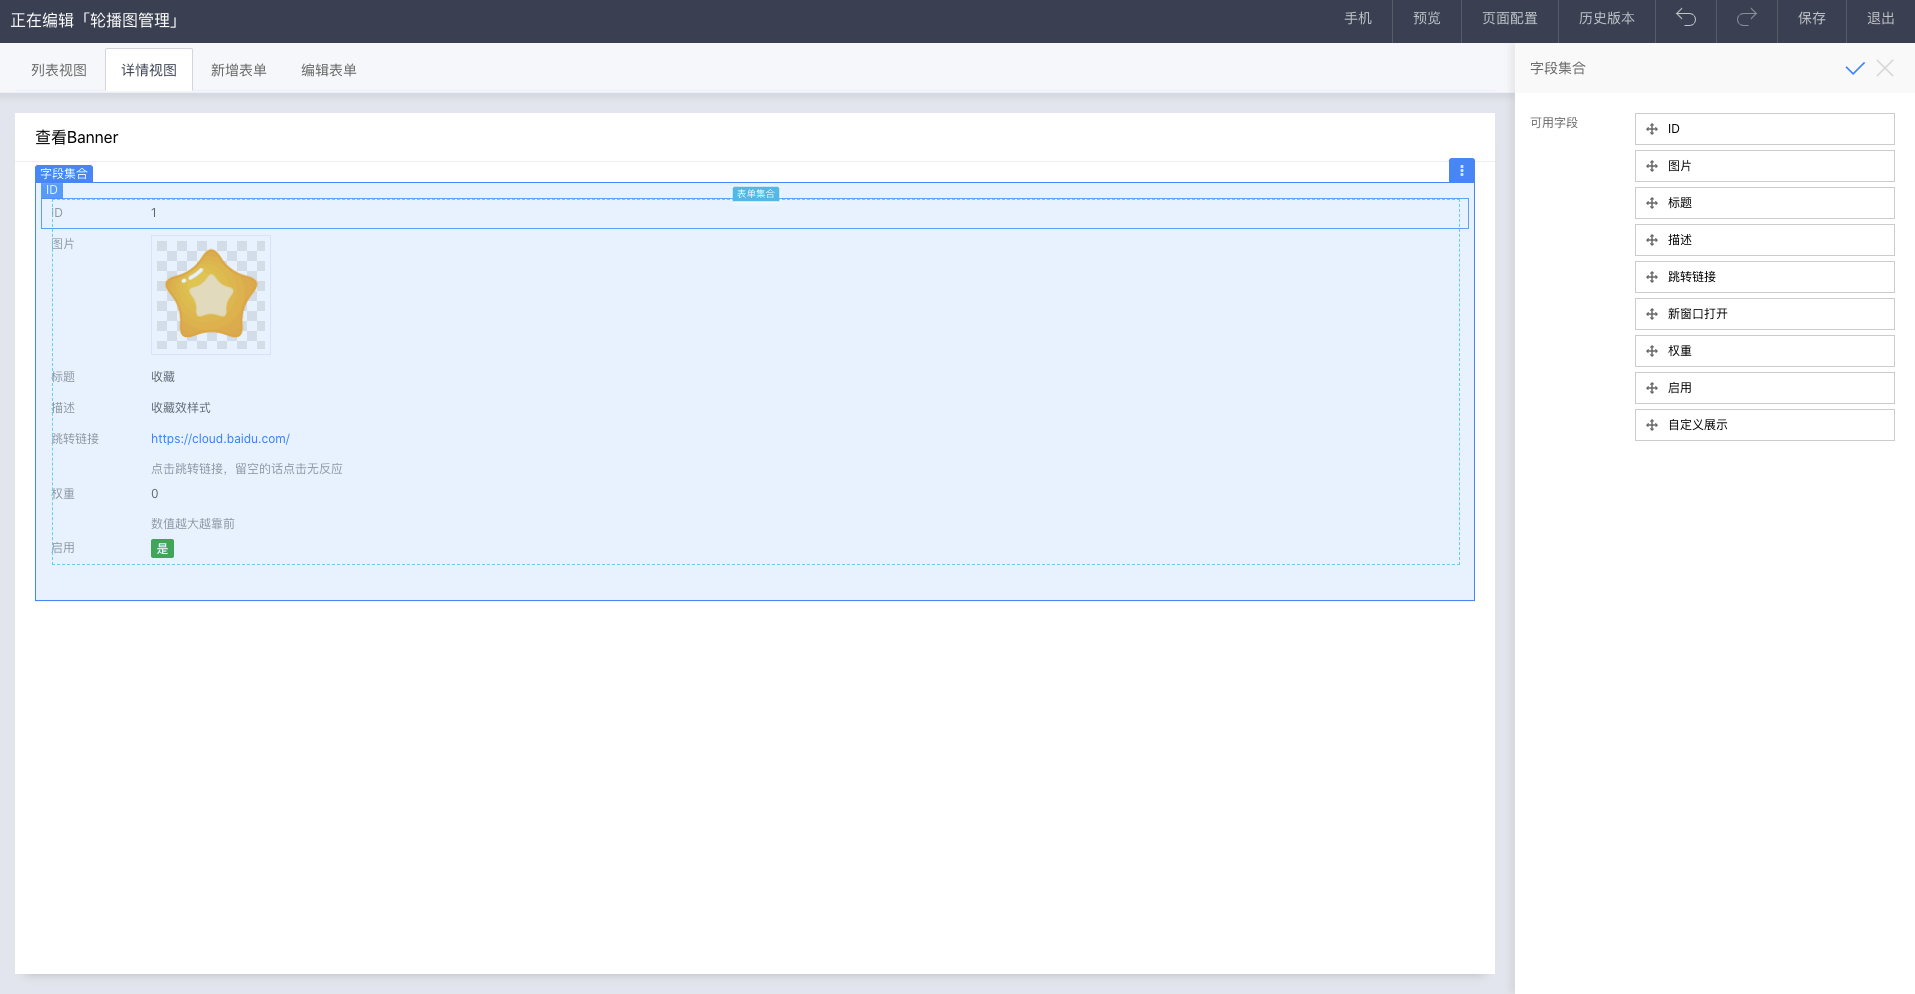 正在编辑「轮播图管理」
手机 预览 页面配置 历史版本 保存 退出
列表视图 详情视图 新增表单 编辑表单
字段集合
可用字段
ID
图片
标题
描述
跳转链接
新窗口打开
权重
启用
自定义展示
查看Banner
字段集合
ID
表单集合
ID 1
图片
标题 收藏
描述 收藏效样式
跳转链接 https://cloud.baidu.com/
点击跳转链接，留空的话点击无反应
权重 0
数值越大越靠前
启用 是